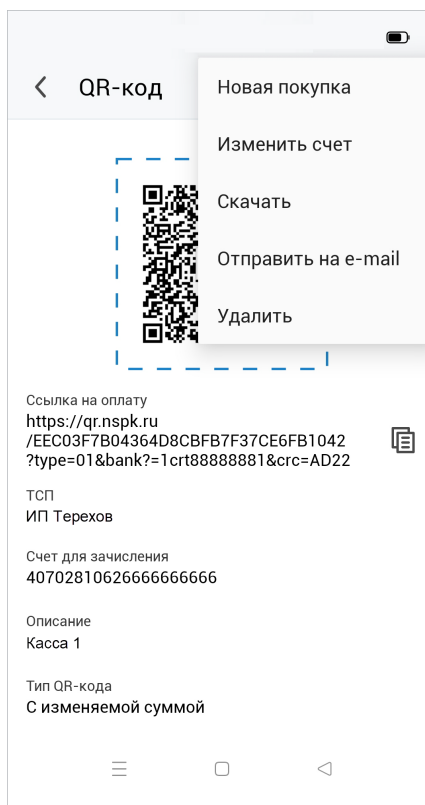 QR-код
Новая покупка
Изменить счет
Скачать
Отправить на e-mail
Удалить
Ссылка на оплату
https://qr.nspk.ru
/EEC03F7B04364D8CBFB7F37CE6FB1042
?type=01&bank?=1crt88888881&crc=AD22
ТСП
ИП Терехов
Счет для зачисления
40702810626666666666
Описание
Касса 1
Тип QR-кода
С изменяемой суммой